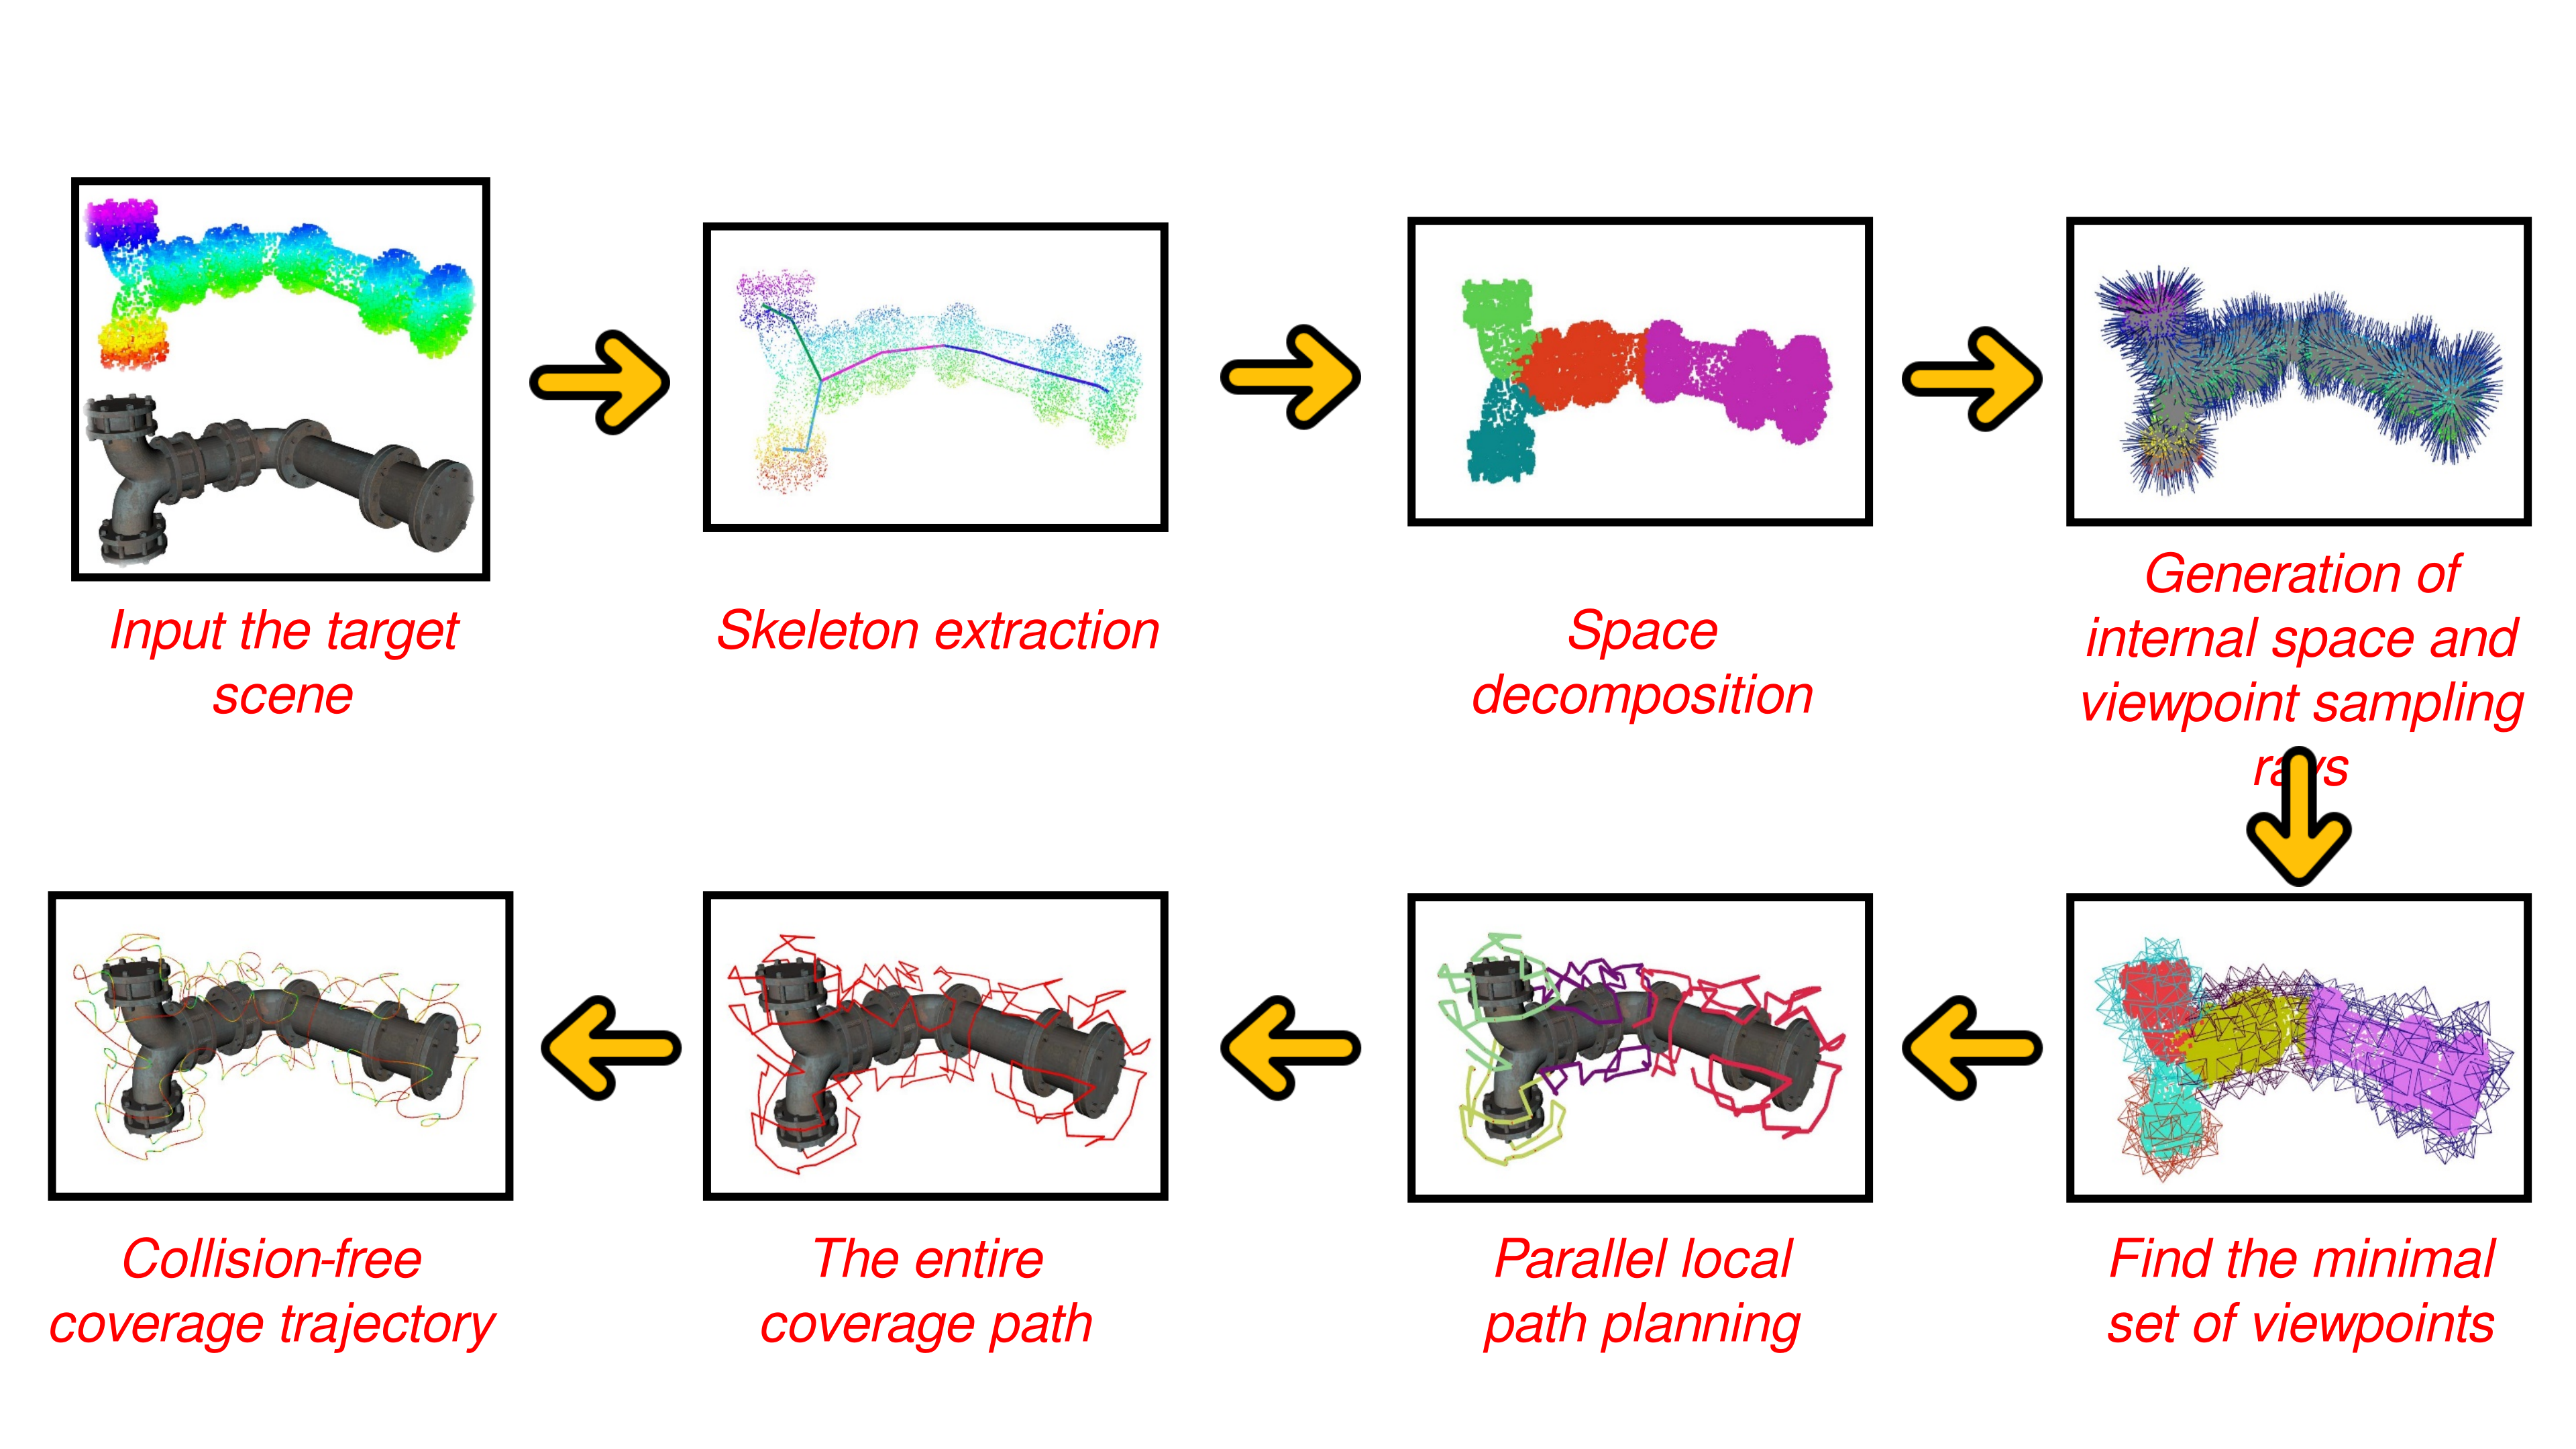 Input the target
scene
Skeleton extraction
Space
decomposition
Generation of
internal space and
viewpoint sampling
rays
Collision-free
coverage trajectory
The entire
coverage path
Parallel local
path planning
Find the minimal
set of viewpoints